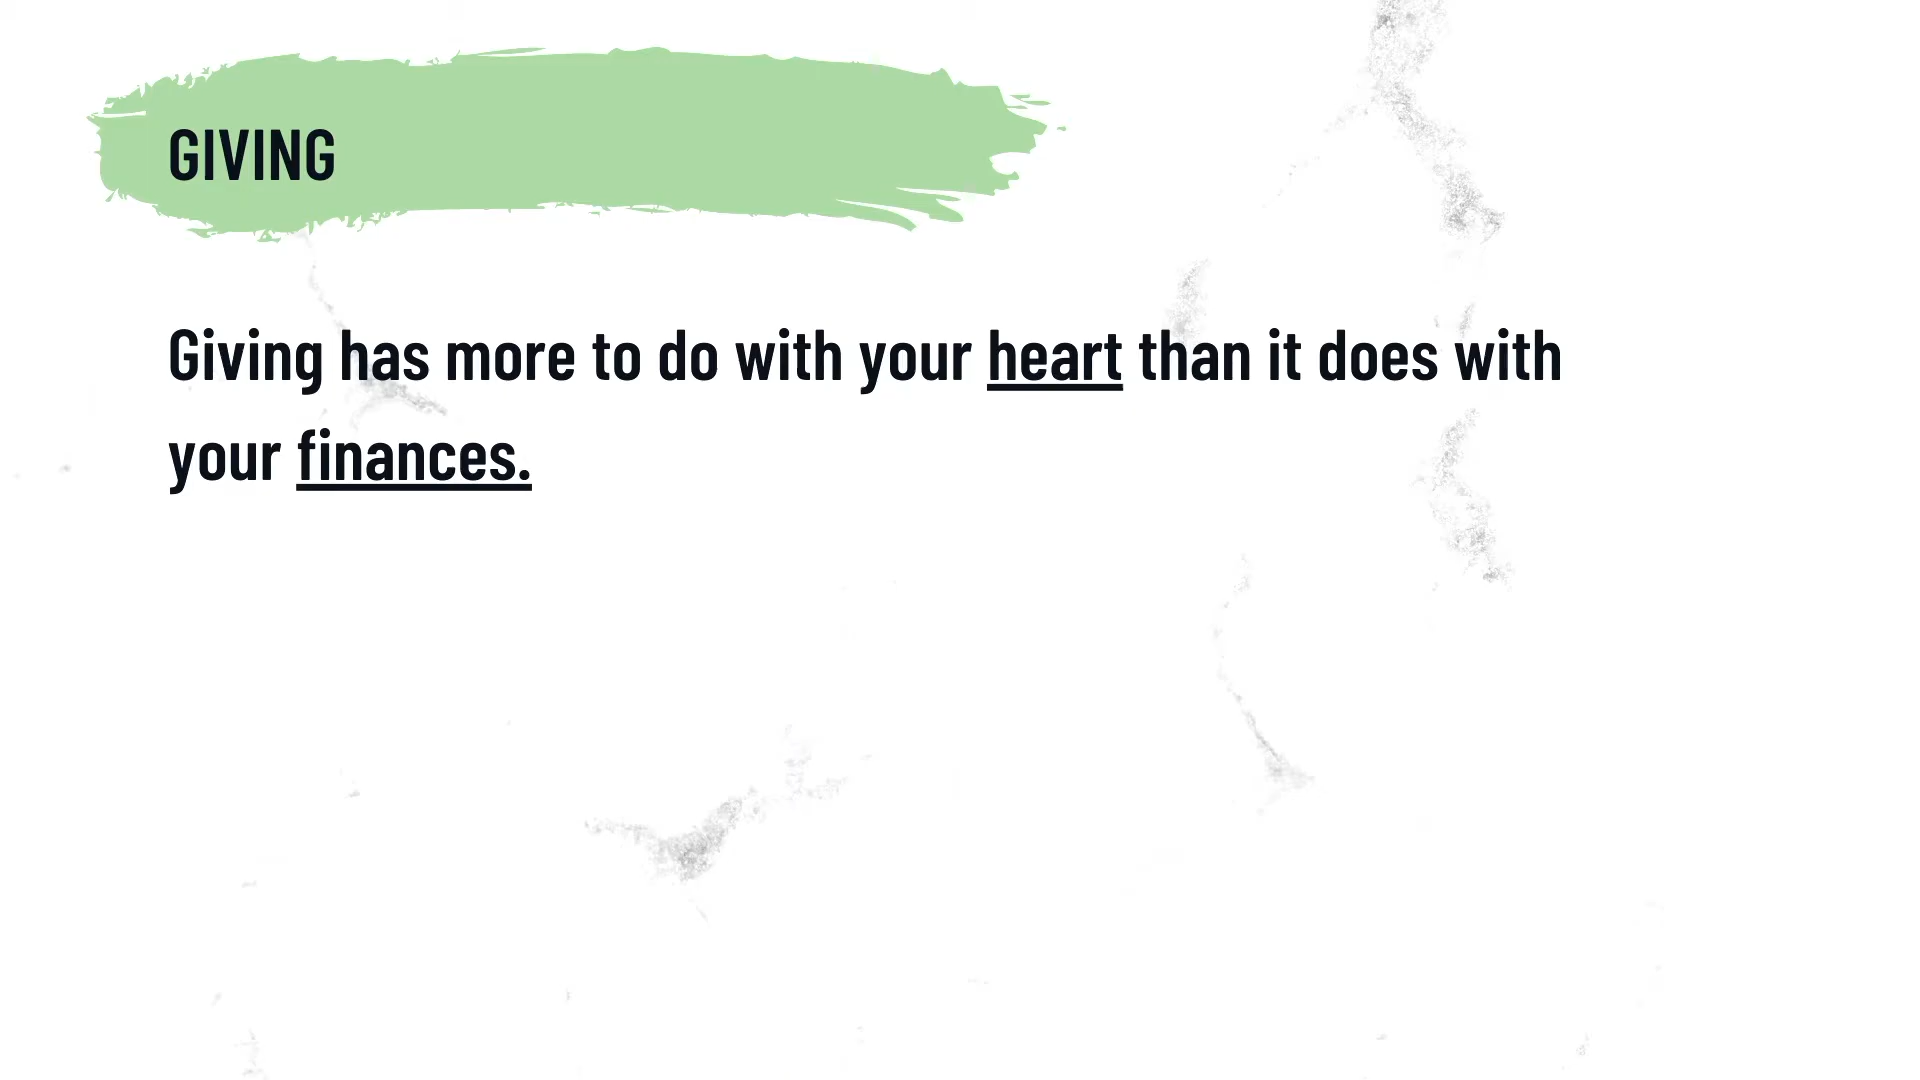 GIVING
Giving has more to do with your heart than it does with
your finances.